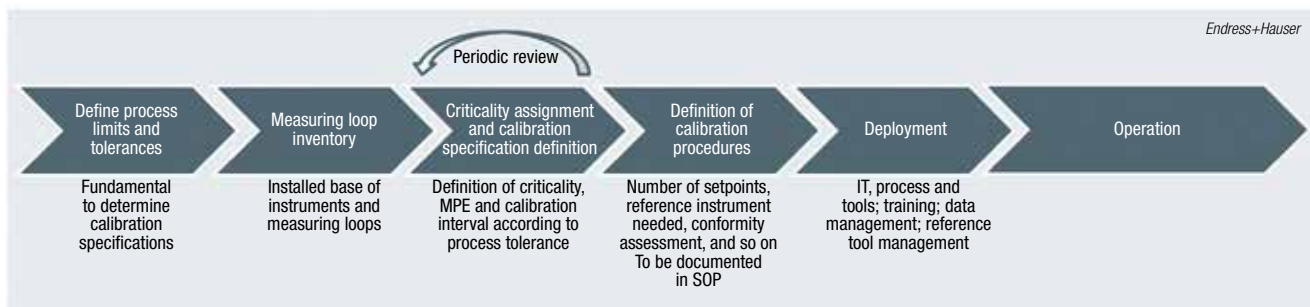 Endress+Hauser
Periodic review
Define process
limits and
tolerances
Fundamental
to determine
calibration
specifications
Measuring loop
inventory
Installed base of
instruments and
measuring loops
Criticality assignment
and calibration
specification definition
Definition of criticality,
MPE and calibration
interval according to
process tolerance
Definition of
calibration
procedures
Number of setpoints,
reference instrument
needed, conformity
assessment, and so on
To be documented
in SOP
Deployment
IT, process and
tools; training; data
management; reference
tool management
Operation